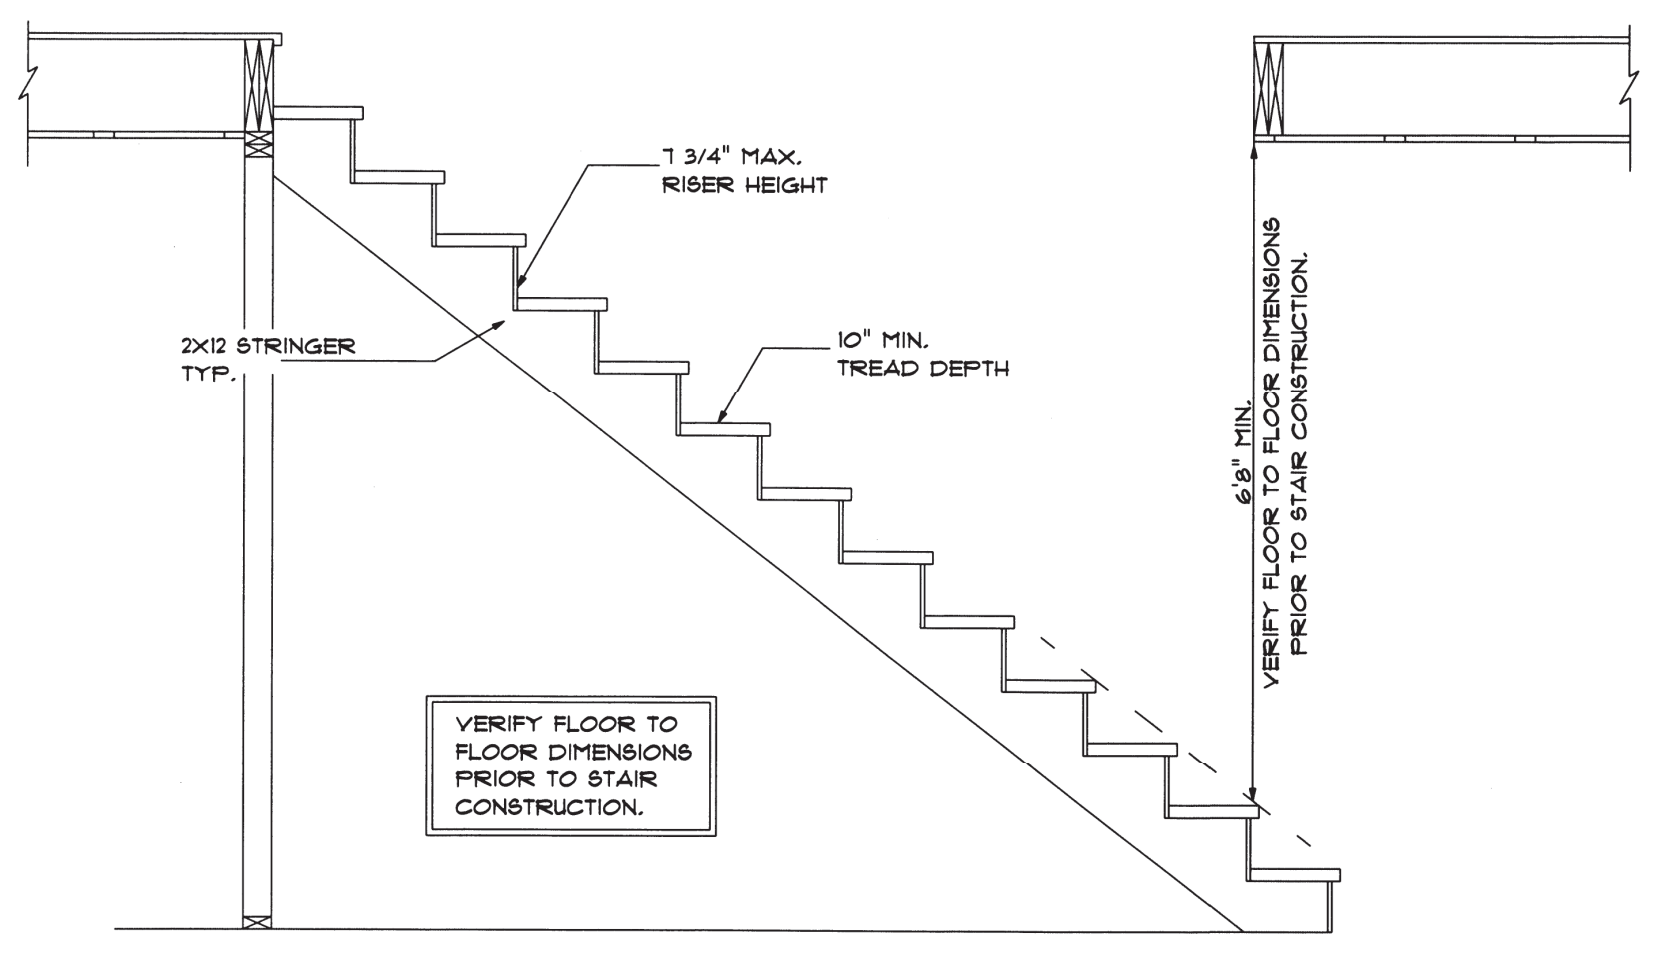 7 3/4" MAX.
RISER HEIGHT
2X12 STRINGER
TYP.
10" MIN.
TREAD DEPTH
6'8" MIN.
VERIFY FLOOR TO FLOOR DIMENSIONS
PRIOR TO STAIR CONSTRUCTION.
VERIFY FLOOR TO
FLOOR DIMENSIONS
PRIOR TO STAIR
CONSTRUCTION.